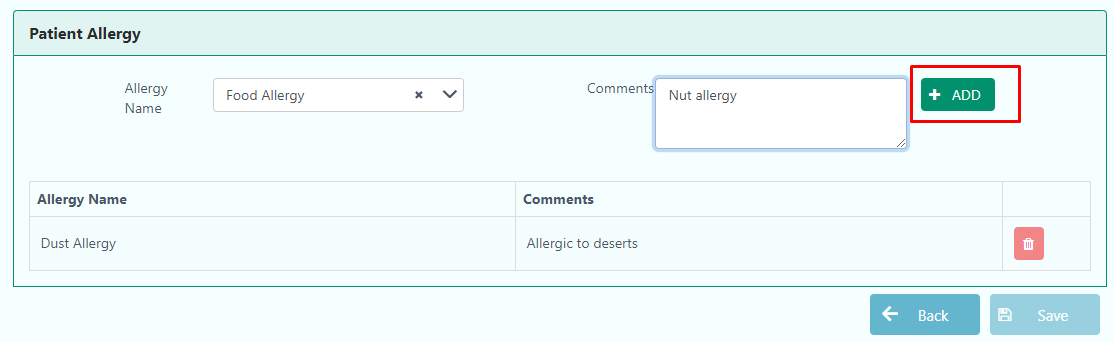 Patient Allergy
Allergy
Name
Food Allergy
Comments
Nut allergy
ADD
Allergy Name Comments
Dust Allergy Allergic to deserts
Back Save